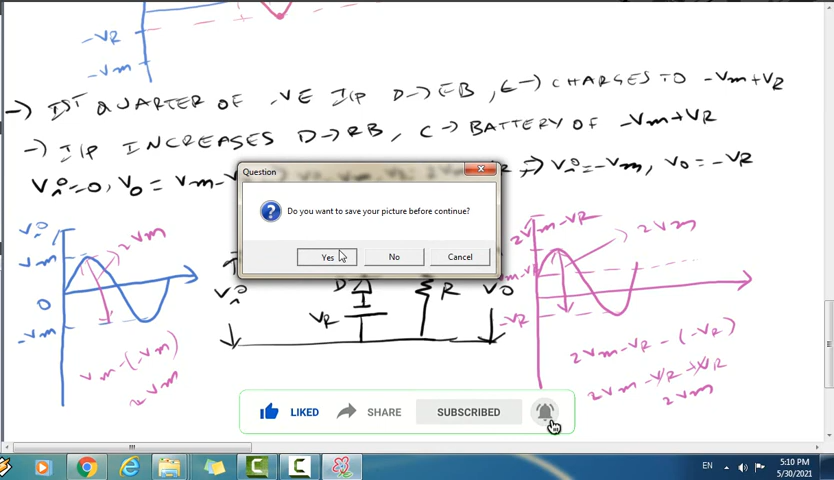 -VR
-Vm
→ IST QUARTER OF -VE I/P D→FB, C→ CHARGES TO -Vm+VR
→ I/P INCREASES D→RB, C→ BATTERY OF -Vm+VR
Vi=0, Vo = Vm-V
⇒ Vi=-Vm, Vo = -VR
Question
Do you want to save your picture before continue?
Yes
No
Cancel
Vi
Vm
0
-Vm
2Vm
Vm-(-Vm)
2Vm
Vi
D
VR
R
Vo
2Vm-VR
2Vm
-VR
2Vm-VR-(-VR)
2Vm-VR+VR
2Vm
LIKED
SHARE
SUBSCRIBED
EN
5:10 PM
5/30/2021